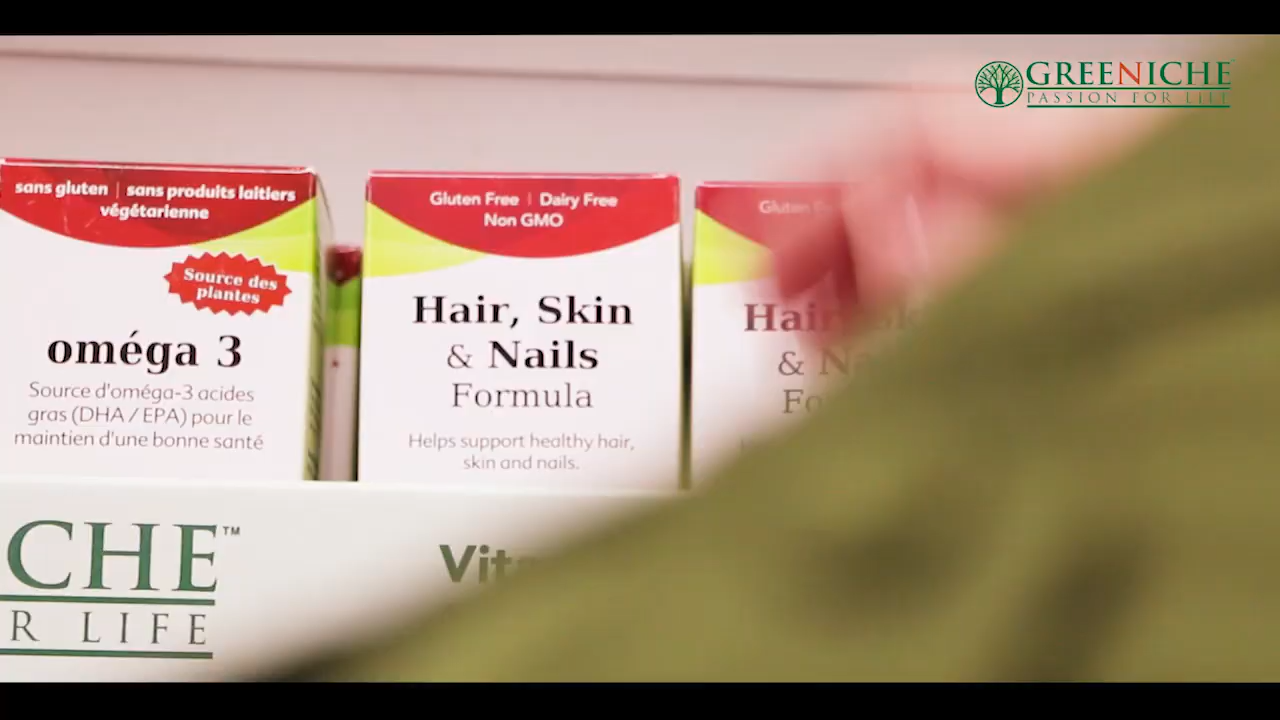 GREENICHE
PASSION FOR LIFE
sans gluten | sans produits laitiers
végétarienne
Source des
plantes
oméga 3
Source d'oméga-3 acides
gras (DHA / EPA) pour le
maintien d'une bonne santé
Gluten Free | Dairy Free
Non GMO
Hair, Skin
& Nails
Formula
Helps support healthy hair,
skin and nails.
Gluten
Hair,
&
CHE™
R LIFE